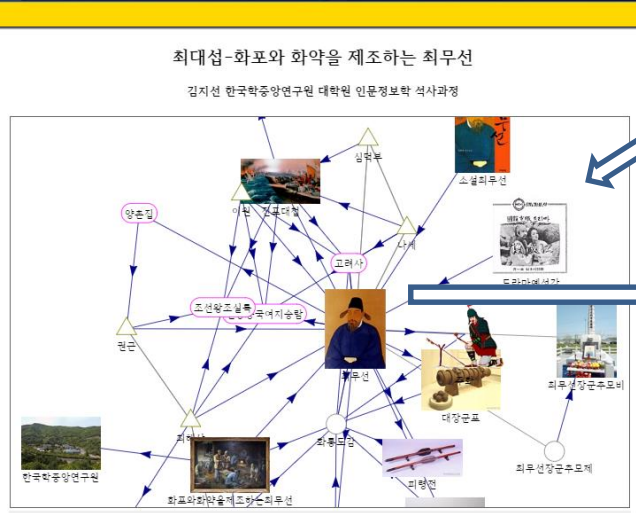 최대섭-화포와 화약을 제조하는 최무선
김지선 한국학중앙연구원 대학원 인문정보학 석사과정
심덕부
소설최무선
이원
진포대첩
양촌집
나세
고려사
조선왕조실록
권근
최무선
최무선장군추모비
대장군포
화통도감
최무선장군추모제
한국학중앙연구원
피령전
화포와화약을제조하는최무선